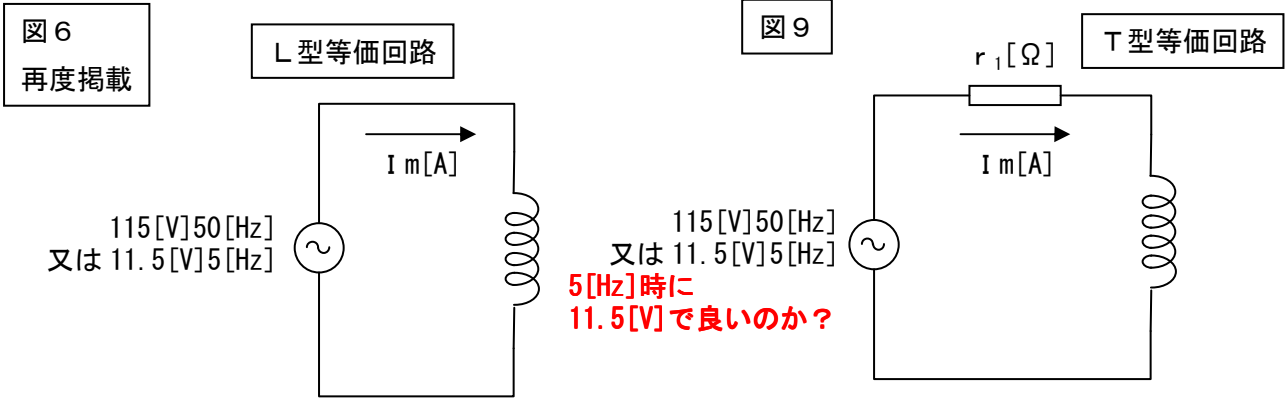 図６
再度掲載
Ｌ型等価回路
Ｉｍ[A]
115[V]50[Hz]
又は 11.5[V]5[Hz]
図９
Ｔ型等価回路
ｒ₁[Ω]
Ｉｍ[A]
115[V]50[Hz]
又は 11.5[V]5[Hz]
5[Hz]時に
11.5[V]で良いのか？